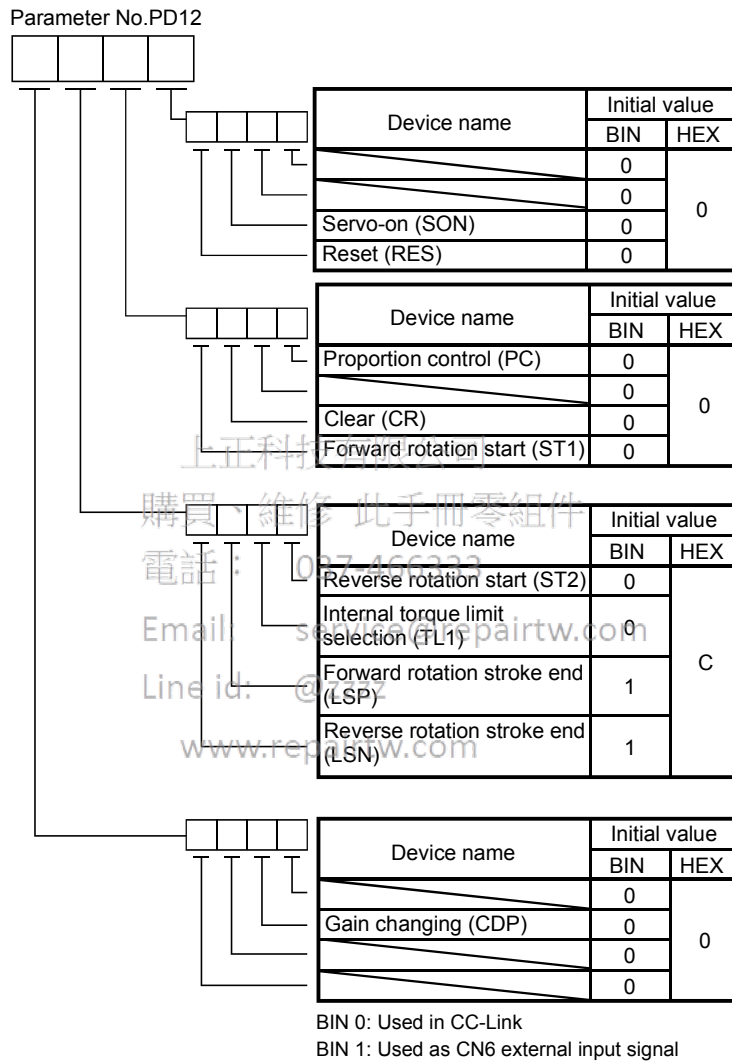 Parameter No.PD12
Device name
Initial value
BIN HEX
0
0
0
Servo-on (SON) 0
Reset (RES) 0
Device name
Initial value
BIN HEX
Proportion control (PC) 0
0
0
Clear (CR) 0
上正科技有限公司
Forward rotation start (ST1) 0
購買、維修 此手冊零組件
Device name
Initial value
BIN HEX
電話: 037-466333
Reverse rotation start (ST2) 0
Internal torque limit
selection (TL1) 0
Email: service@repairtw.com
C
Forward rotation stroke end
(LSP) 1
Line id: @zzzz
Reverse rotation stroke end
(LSN) 1
www.repairtw.com
Device name
Initial value
BIN HEX
0
Gain changing (CDP) 0
0
0
0
BIN 0: Used in CC-Link
BIN 1: Used as CN6 external input signal